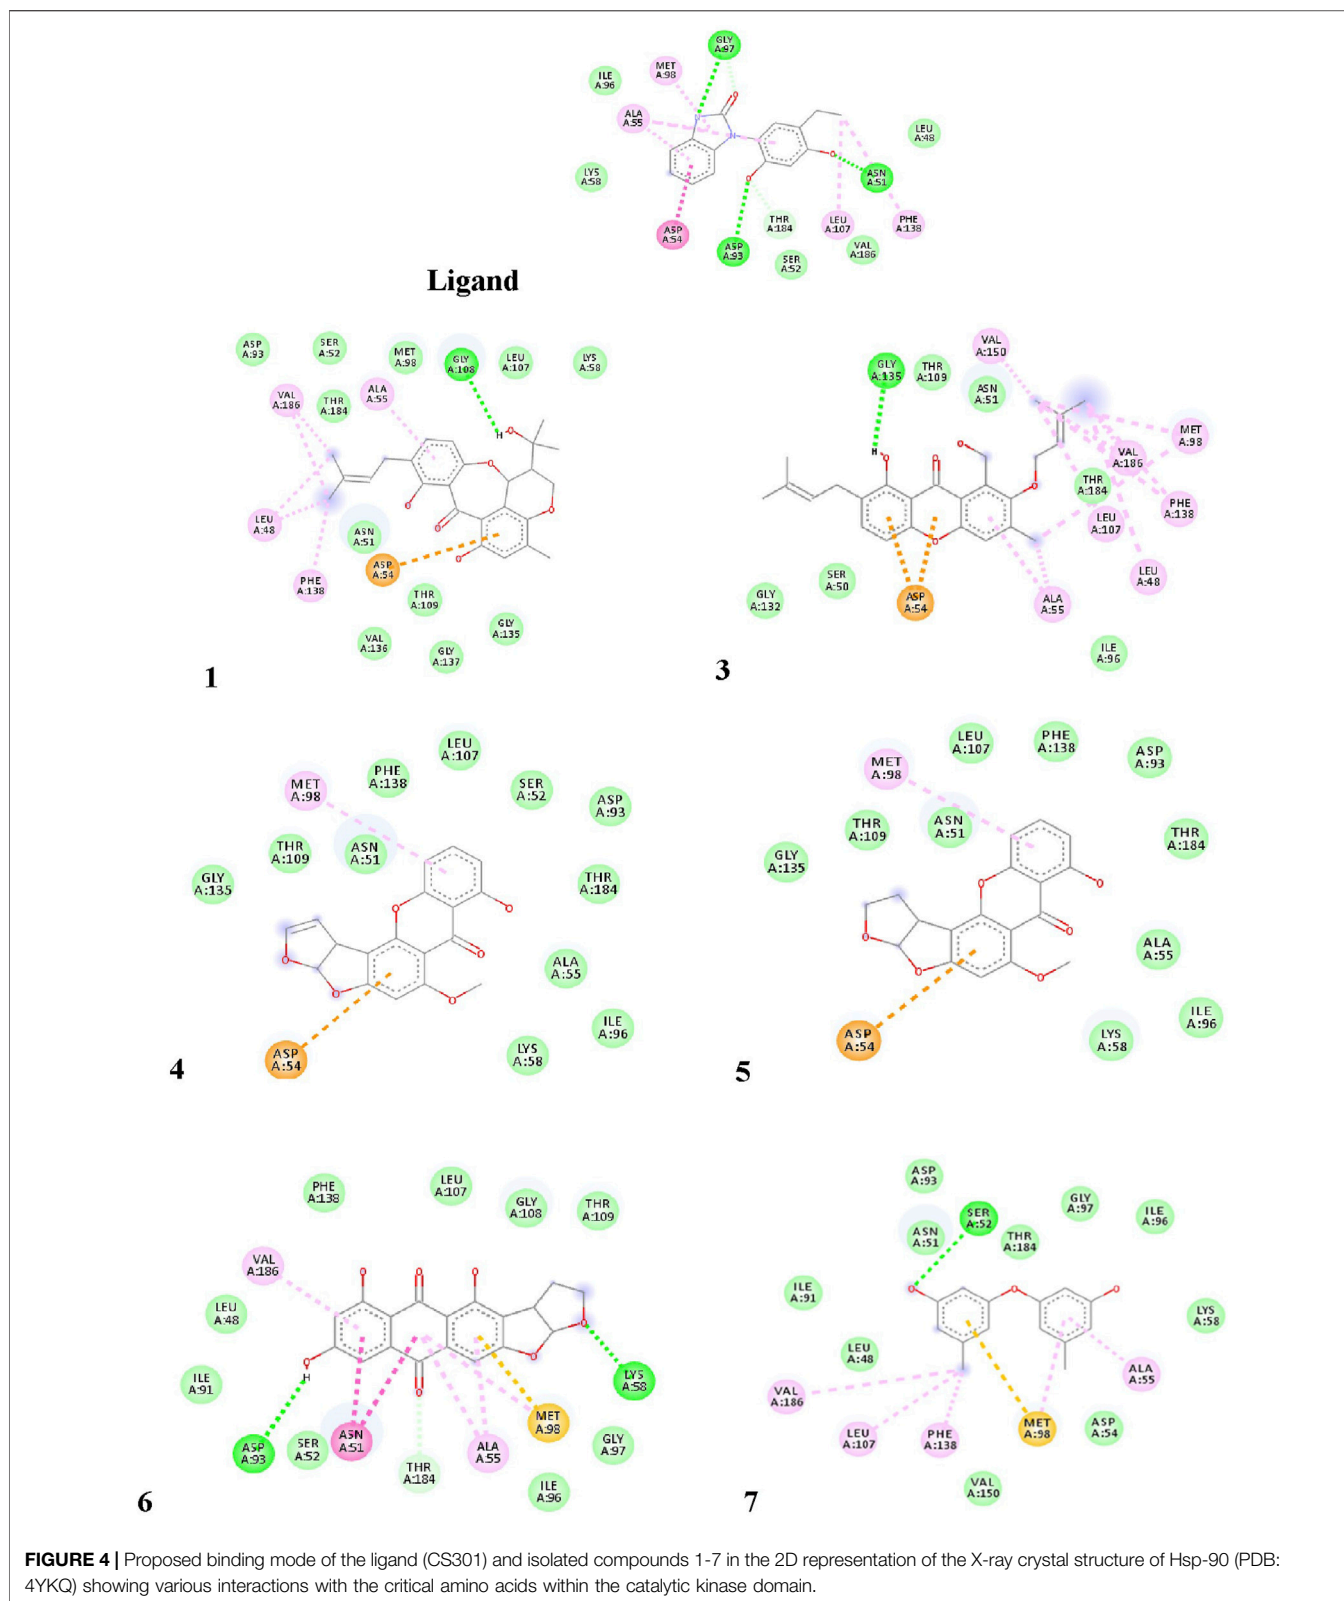 GLY
A:97
MET
A:98
ILE
A:96
ALA
A:55
LEU
A:48
LYS
A:58
ASN
A:51
ASP
A:54
ASP
A:93
THR
A:184
SER
A:52
LEU
A:107
VAL
A:186
PHE
A:138
O
N
N
O
O
Ligand
ASP
A:93
SER
A:52
MET
A:98
GLY
A:108
LEU
A:107
LYS
A:58
VAL
A:186
THR
A:184
ALA
A:55
LEU
A:48
ASN
A:51
ASP
A:54
PHE
A:138
THR
A:109
VAL
A:136
GLY
A:137
GLY
A:135
H
O
O
O
O
O
O
1
VAL
A:150
GLY
A:135
THR
A:109
ASN
A:51
MET
A:98
VAL
A:186
THR
A:184
PHE
A:138
LEU
A:107
LEU
A:48
SER
A:50
GLY
A:132
ASP
A:54
ALA
A:55
ILE
A:96
H
O
O
O
O
O
3
LEU
A:107
PHE
A:138
MET
A:98
SER
A:52
ASP
A:93
THR
A:109
ASN
A:51
GLY
A:135
THR
A:184
ALA
A:55
ILE
A:96
LYS
A:58
ASP
A:54
O
O
O
O
O
O
4
LEU
A:107
PHE
A:138
ASP
A:93
MET
A:98
THR
A:109
ASN
A:51
THR
A:184
GLY
A:135
ALA
A:55
ILE
A:96
LYS
A:58
ASP
A:54
O
O
O
O
O
O
5
PHE
A:138
LEU
A:107
GLY
A:108
THR
A:109
VAL
A:186
LEU
A:48
ILE
A:91
LYS
A:58
ASP
A:93
SER
A:52
ASN
A:51
THR
A:184
ALA
A:55
MET
A:98
GLY
A:97
ILE
A:96
O
O
O
O
H
O
O
O
6
ASP
A:93
SER
A:52
ASN
A:51
THR
A:184
GLY
A:97
ILE
A:96
ILE
A:91
LYS
A:58
LEU
A:48
VAL
A:186
LEU
A:107
PHE
A:138
MET
A:98
ALA
A:55
ASP
A:54
VAL
A:150
O
O
O
7
FIGURE 4 | Proposed binding mode of the ligand (CS301) and isolated compounds 1-7 in the 2D representation of the X-ray crystal structure of Hsp-90 (PDB:
4YKQ) showing various interactions with the critical amino acids within the catalytic kinase domain.